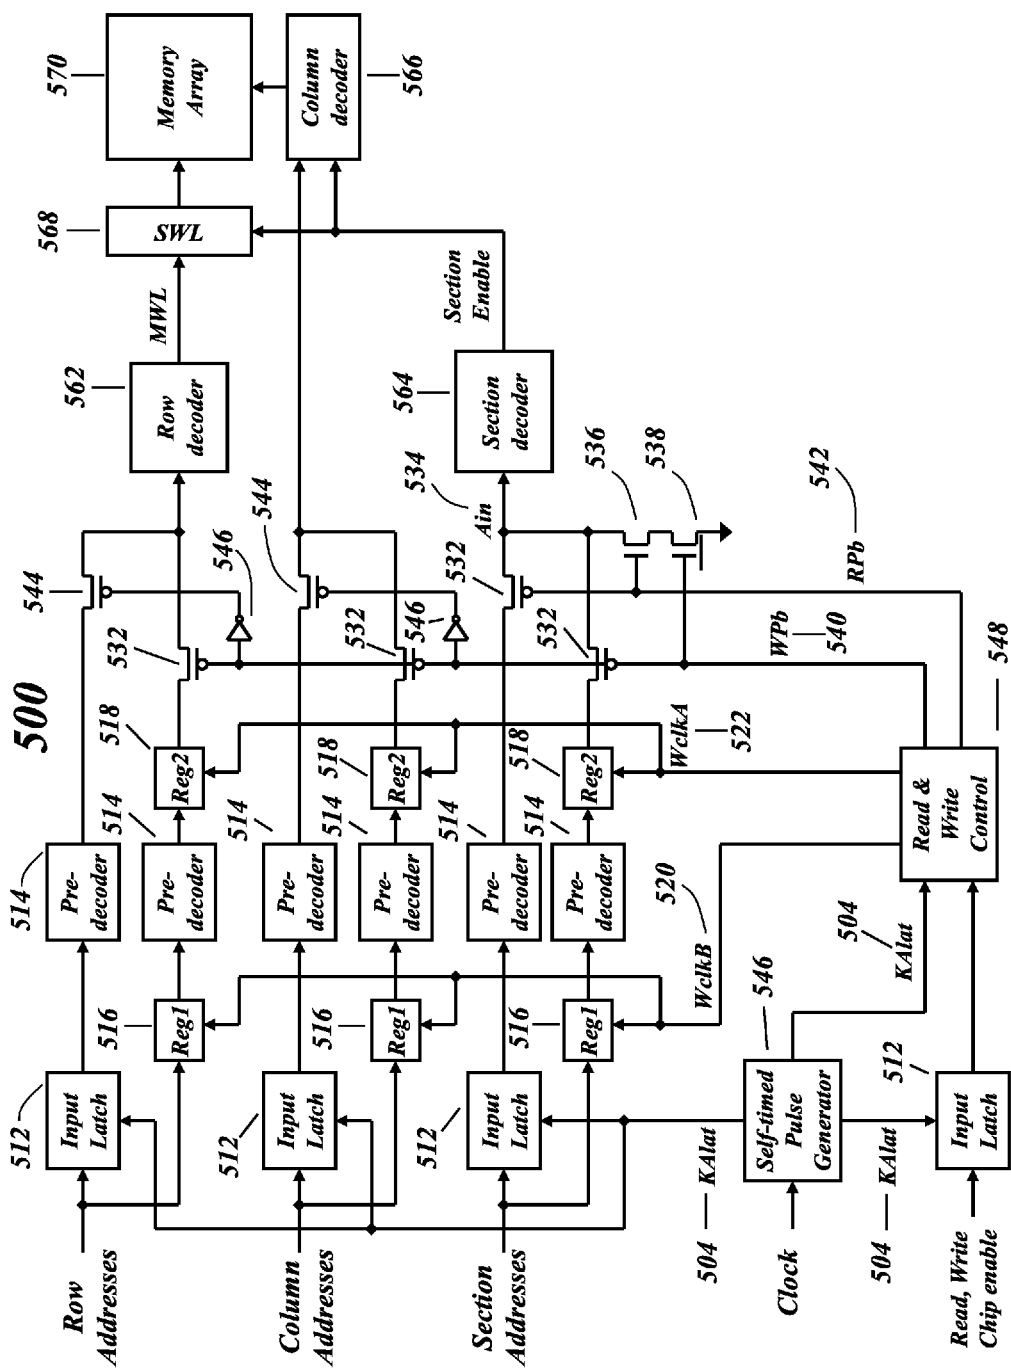 500
Row
Addresses
Input
Latch
512
Reg1
516
Pre-
decoder
514
Pre-
decoder
514
Reg2
518
532
544
546
Row
decoder
562
MWL
SWL
568
Memory
Array
570
Column
Addresses
Input
Latch
512
Reg1
516
Pre-
decoder
514
Pre-
decoder
514
Reg2
518
532
544
546
Column
decoder
566
Section
Addresses
Input
Latch
512
Reg1
516
Pre-
decoder
514
Pre-
decoder
514
Reg2
518
532
532
Ain
534
Section
decoder
564
Section
Enable
536
538
504 KAlat
Clock
Self-timed
Pulse
Generator
546
504 KAlat
Read, Write
Chip enable
Input
Latch
512
504
KAlat
WclkB
520
WclkA
522
Read &
Write
Control
548
WPb
540
RPb
542